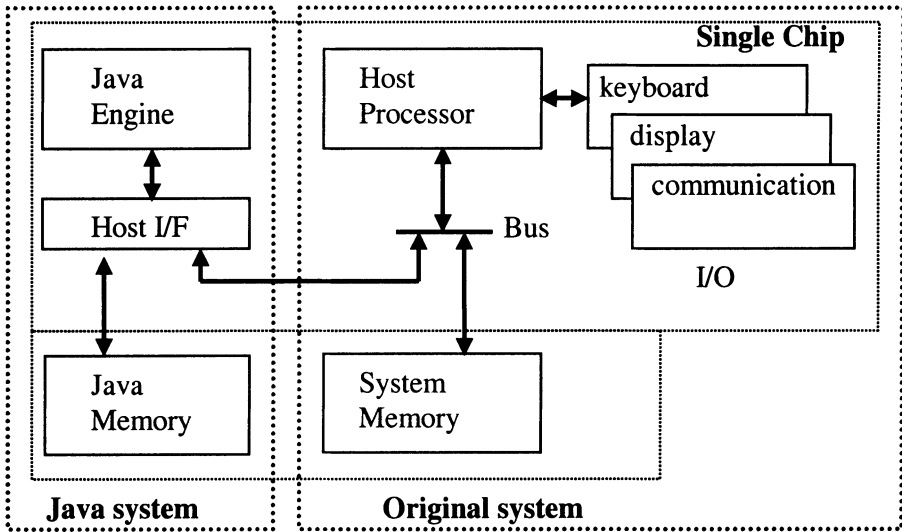 Single Chip
Java
Engine
Host
Processor
keyboard
display
communication
Host I/F
Bus
I/O
Java
Memory
System
Memory
Java system
Original system